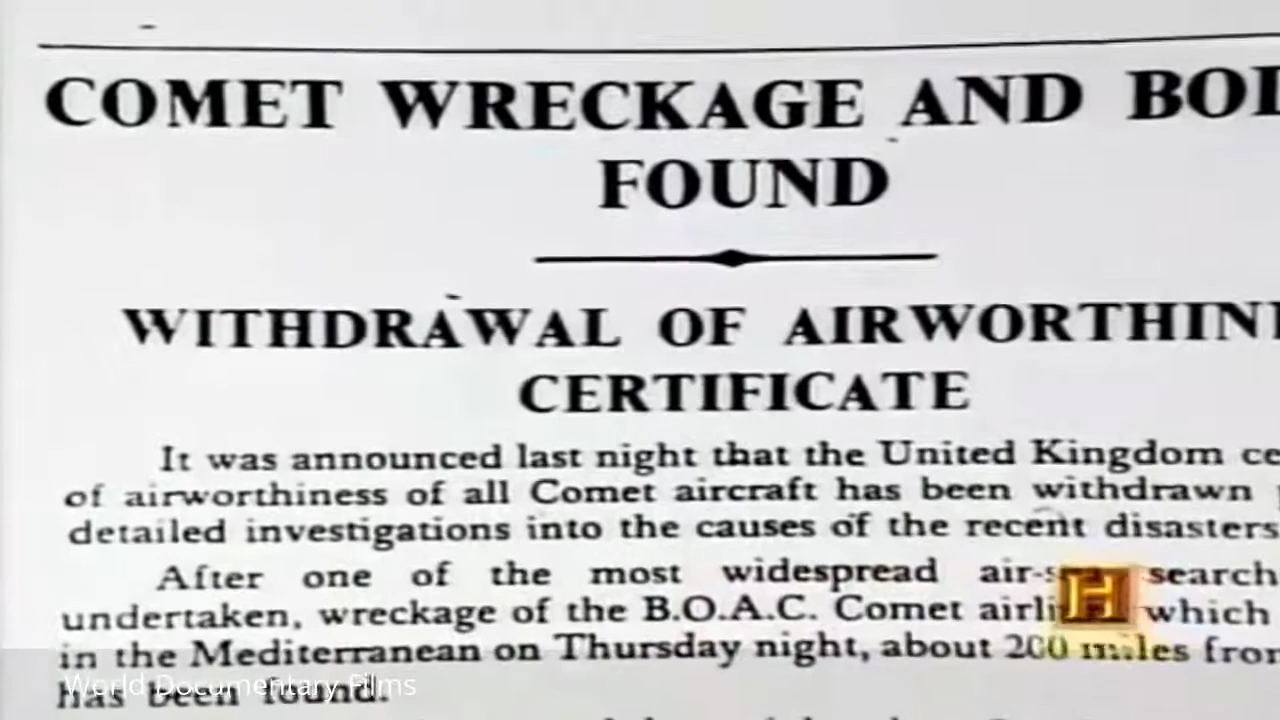 COMET WRECKAGE AND BO
FOUND
WITHDRAWAL OF AIRWORTHIN
CERTIFICATE
It was announced last night that the United Kingdom ce
of airworthiness of all Comet aircraft has been withdrawn
detailed investigations into the causes of the recent disasters
After one of the most widespread air-s search
undertaken, wreckage of the B.O.A.C. Comet airli which
in the Mediterranean on Thursday night, about 200 miles from
has been found.
H
World Documentary Films